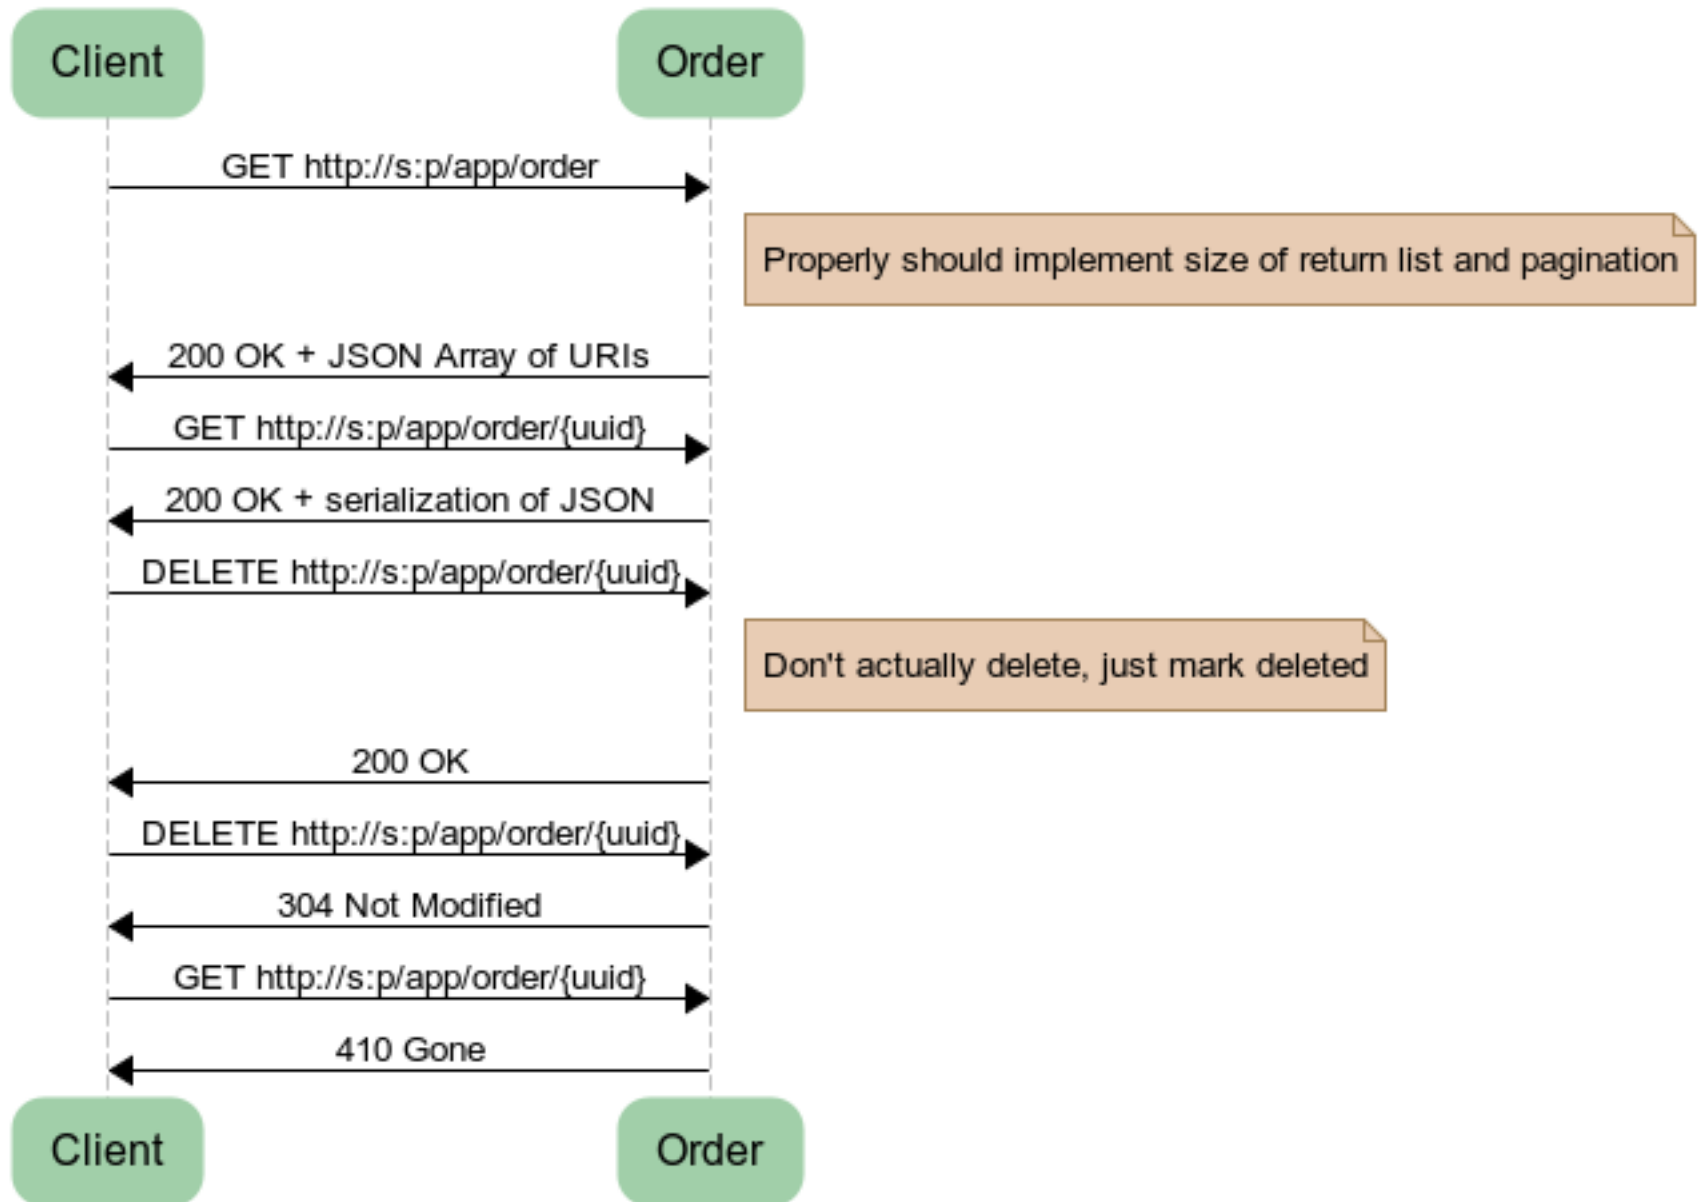 Client
Order
GET http://s:p/app/order
Properly should implement size of return list and pagination
200 OK + JSON Array of URIs
GET http://s:p/app/order/{uuid}
200 OK + serialization of JSON
DELETE http://s:p/app/order/{uuid}
Don't actually delete, just mark deleted
200 OK
DELETE http://s:p/app/order/{uuid}
304 Not Modified
GET http://s:p/app/order/{uuid}
410 Gone
Client
Order